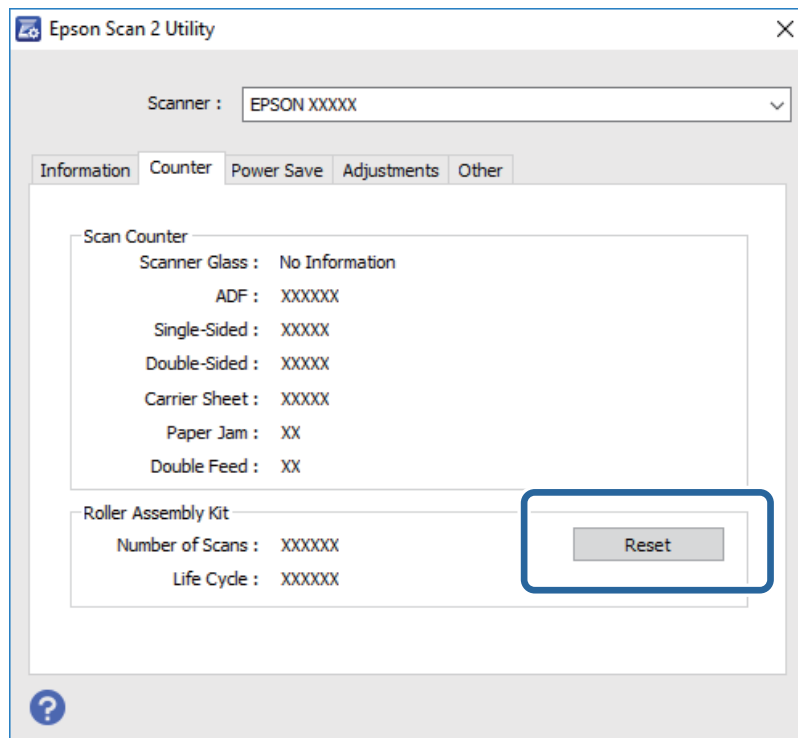 Epson Scan 2 Utility
Scanner : EPSON XXXXX
Information Counter Power Save Adjustments Other
Scan Counter
Scanner Glass : No Information
ADF : XXXXXX
Single-Sided : XXXXX
Double-Sided : XXXXX
Carrier Sheet : XXXXX
Paper Jam : XX
Double Feed : XX
Roller Assembly Kit
Number of Scans : XXXXXX Reset
Life Cycle : XXXXXX
?